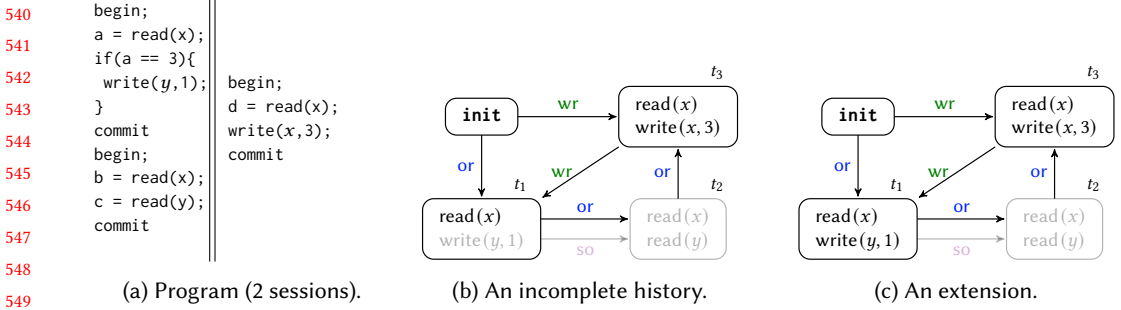 540
541
542
543
544
545
546
547
548
549
begin;
a = read(x);
if(a == 3){
write(y,1);
}
commit
begin;
b = read(x);
c = read(y);
commit
begin;
d = read(x);
write(x,3);
commit
(a) Program (2 sessions).
init
wr
t3
read(x)
write(x, 3)
or
wr
or
t1
t2
read(x)
write(y, 1)
or
so
read(x)
read(y)
(b) An incomplete history.
init
wr
t3
read(x)
write(x, 3)
or
wr
or
t1
t2
read(x)
write(y, 1)
or
so
read(x)
read(y)
(c) An extension.